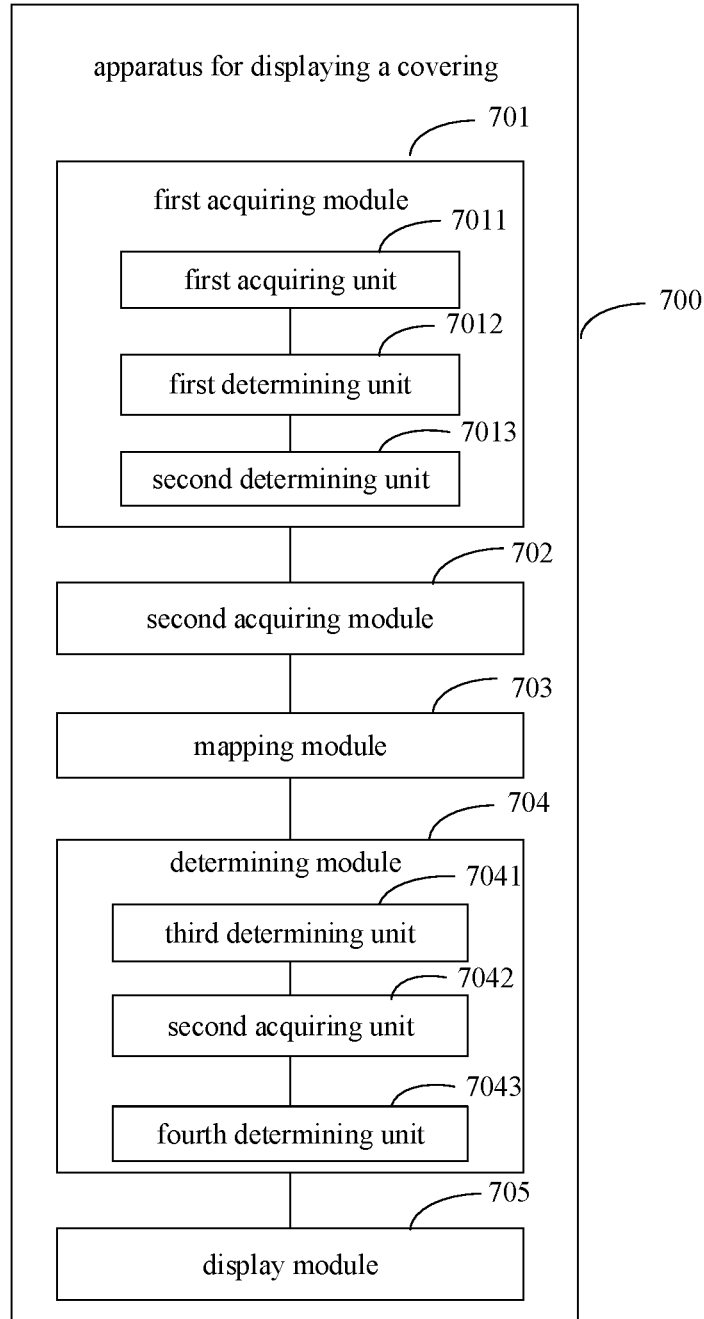 apparatus for displaying a covering
701
first acquiring module
7011
first acquiring unit
700
7012
first determining unit
7013
second determining unit
702
second acquiring module
703
mapping module
704
determining module
7041
third determining unit
7042
second acquiring unit
7043
fourth determining unit
705
display module